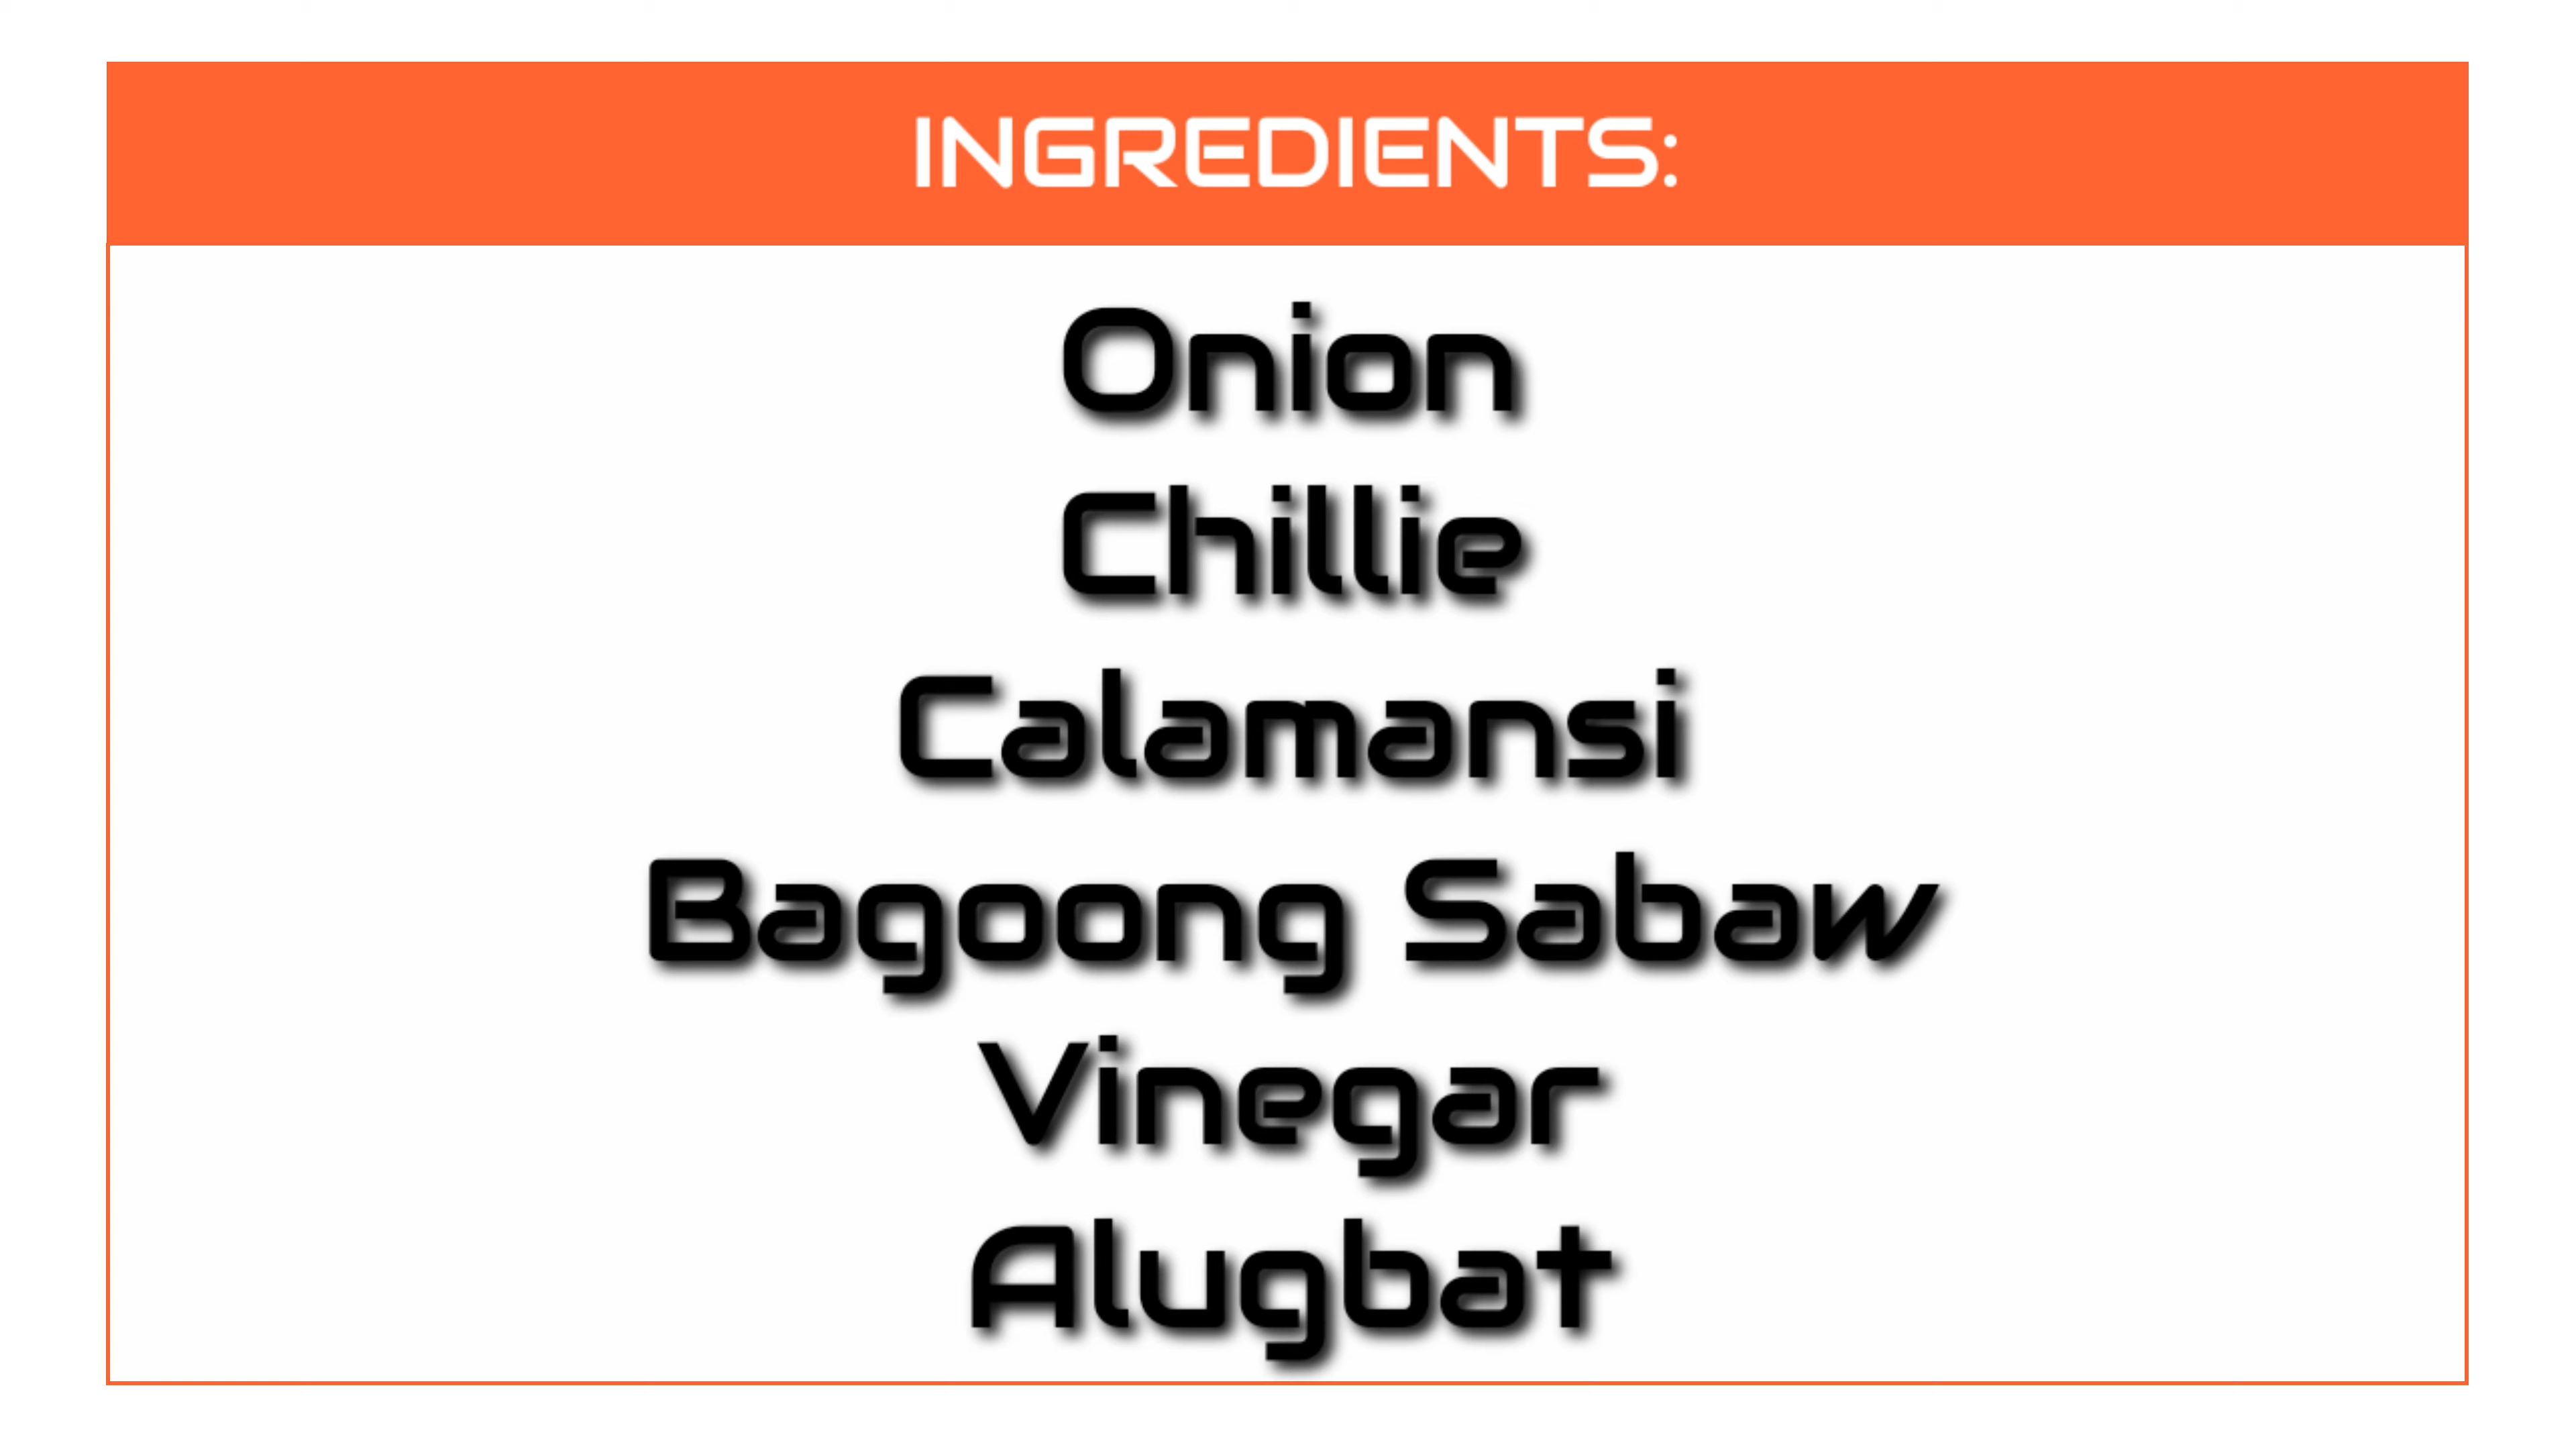 INGREDIENTS:
Onion
Chillie
Calamansi
Bagoong Sabaw
Vinegar
Alugbat